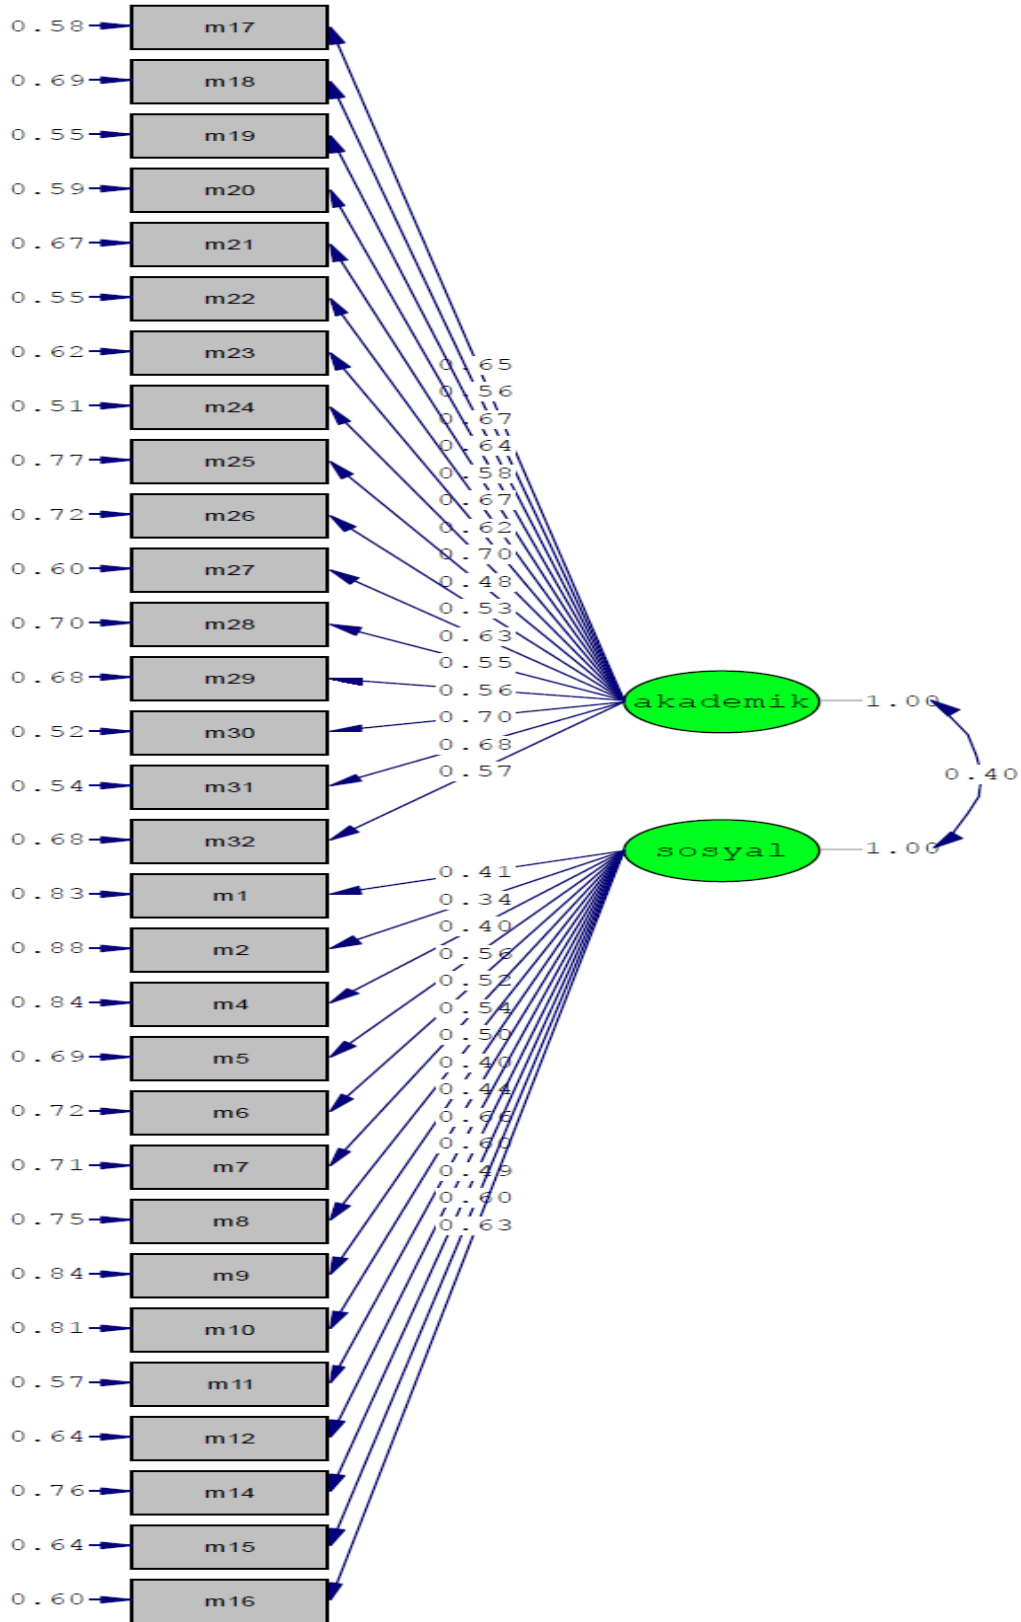 0.58 m17
0.69 m18
0.55 m19
0.59 m20
0.67 m21
0.55 m22
0.62 m23
0.51 m24
0.77 m25
0.72 m26
0.60 m27
0.70 m28
0.68 m29
0.52 m30
0.54 m31
0.68 m32
0.83 m1
0.88 m2
0.84 m4
0.69 m5
0.72 m6
0.71 m7
0.75 m8
0.84 m9
0.81 m10
0.57 m11
0.64 m12
0.76 m14
0.64 m15
0.60 m16
0.65
0.56
0.67
0.64
0.58
0.67
0.62
0.70
0.48
0.53
0.63
0.55
0.56
0.70
0.68
0.57
0.41
0.34
0.40
0.56
0.52
0.54
0.50
0.40
0.44
0.66
0.60
0.49
0.60
0.63
akademik 1.00
0.40
sosyal 1.00